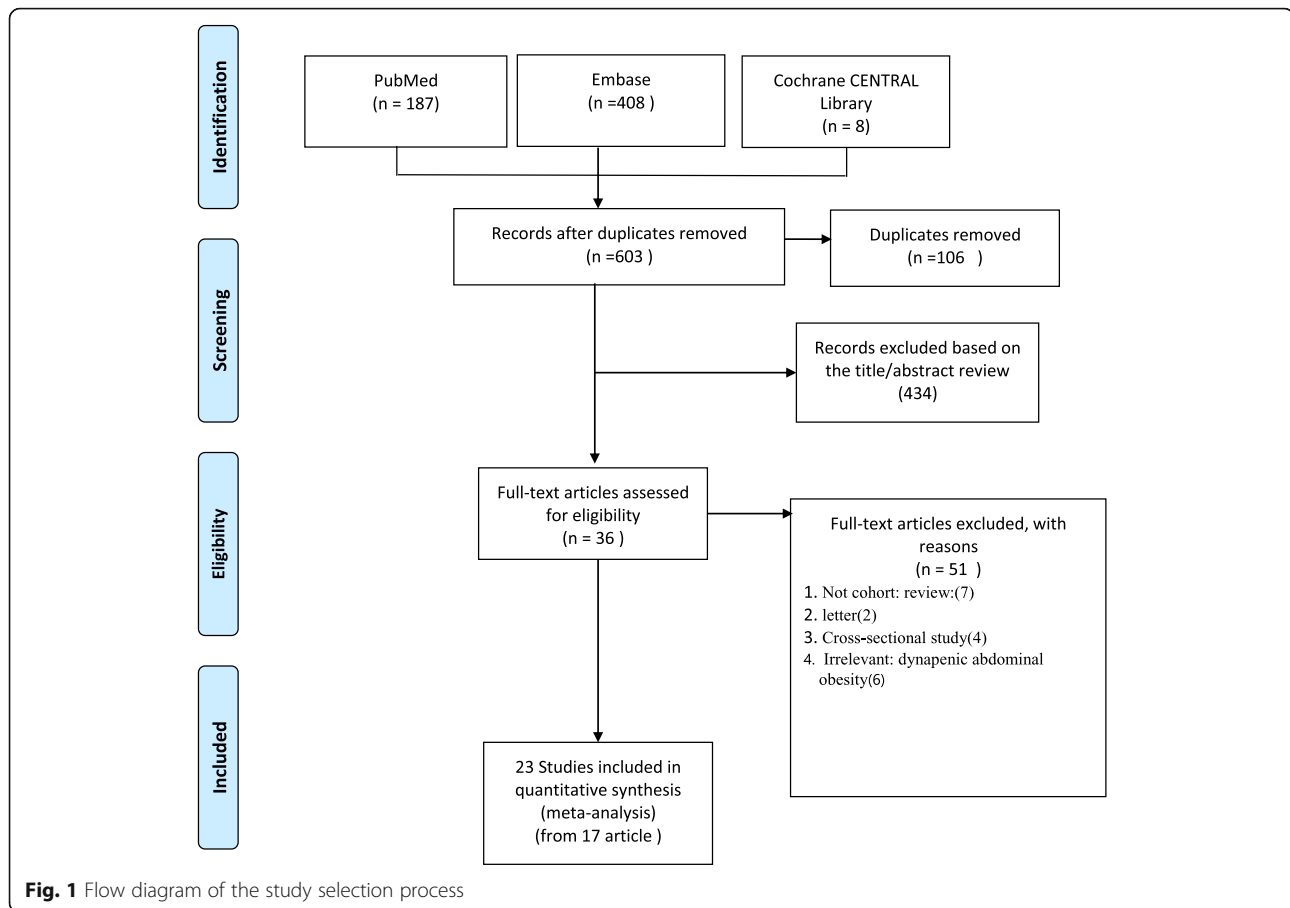 Identification
PubMed
(n = 187)
Embase
(n =408 )
Cochrane CENTRAL
Library
(n = 8)
Screening
Records after duplicates removed
(n =603 )
Duplicates removed
(n =106 )
Records excluded based on
the title/abstract review
(434)
Eligibility
Full-text articles assessed
for eligibility
(n = 36 )
Full-text articles excluded, with
reasons
(n = 51 )
1. Not cohort: review:(7)
2. letter(2)
3. Cross-sectional study(4)
4. Irrelevant: dynapenic abdominal
obesity(6)
Included
23 Studies included in
quantitative synthesis
(meta-analysis)
(from 17 article )
Fig. 1 Flow diagram of the study selection process